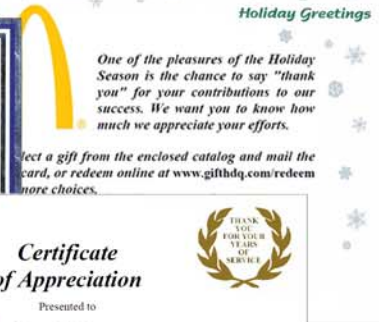 Holiday Greetings
One of the pleasures of the Holiday
Season is the chance to say "thank
you" for your contributions to our
success. We want you to know how
much we appreciate your efforts.
lect a gift from the enclosed catalog and mail the
card, or redeem online at www.gifthdq.com/redeem
more choices.
THANK
YOU
FOR YOUR
YEARS
OF
SERVICE
Certificate
of Appreciation
Presented to